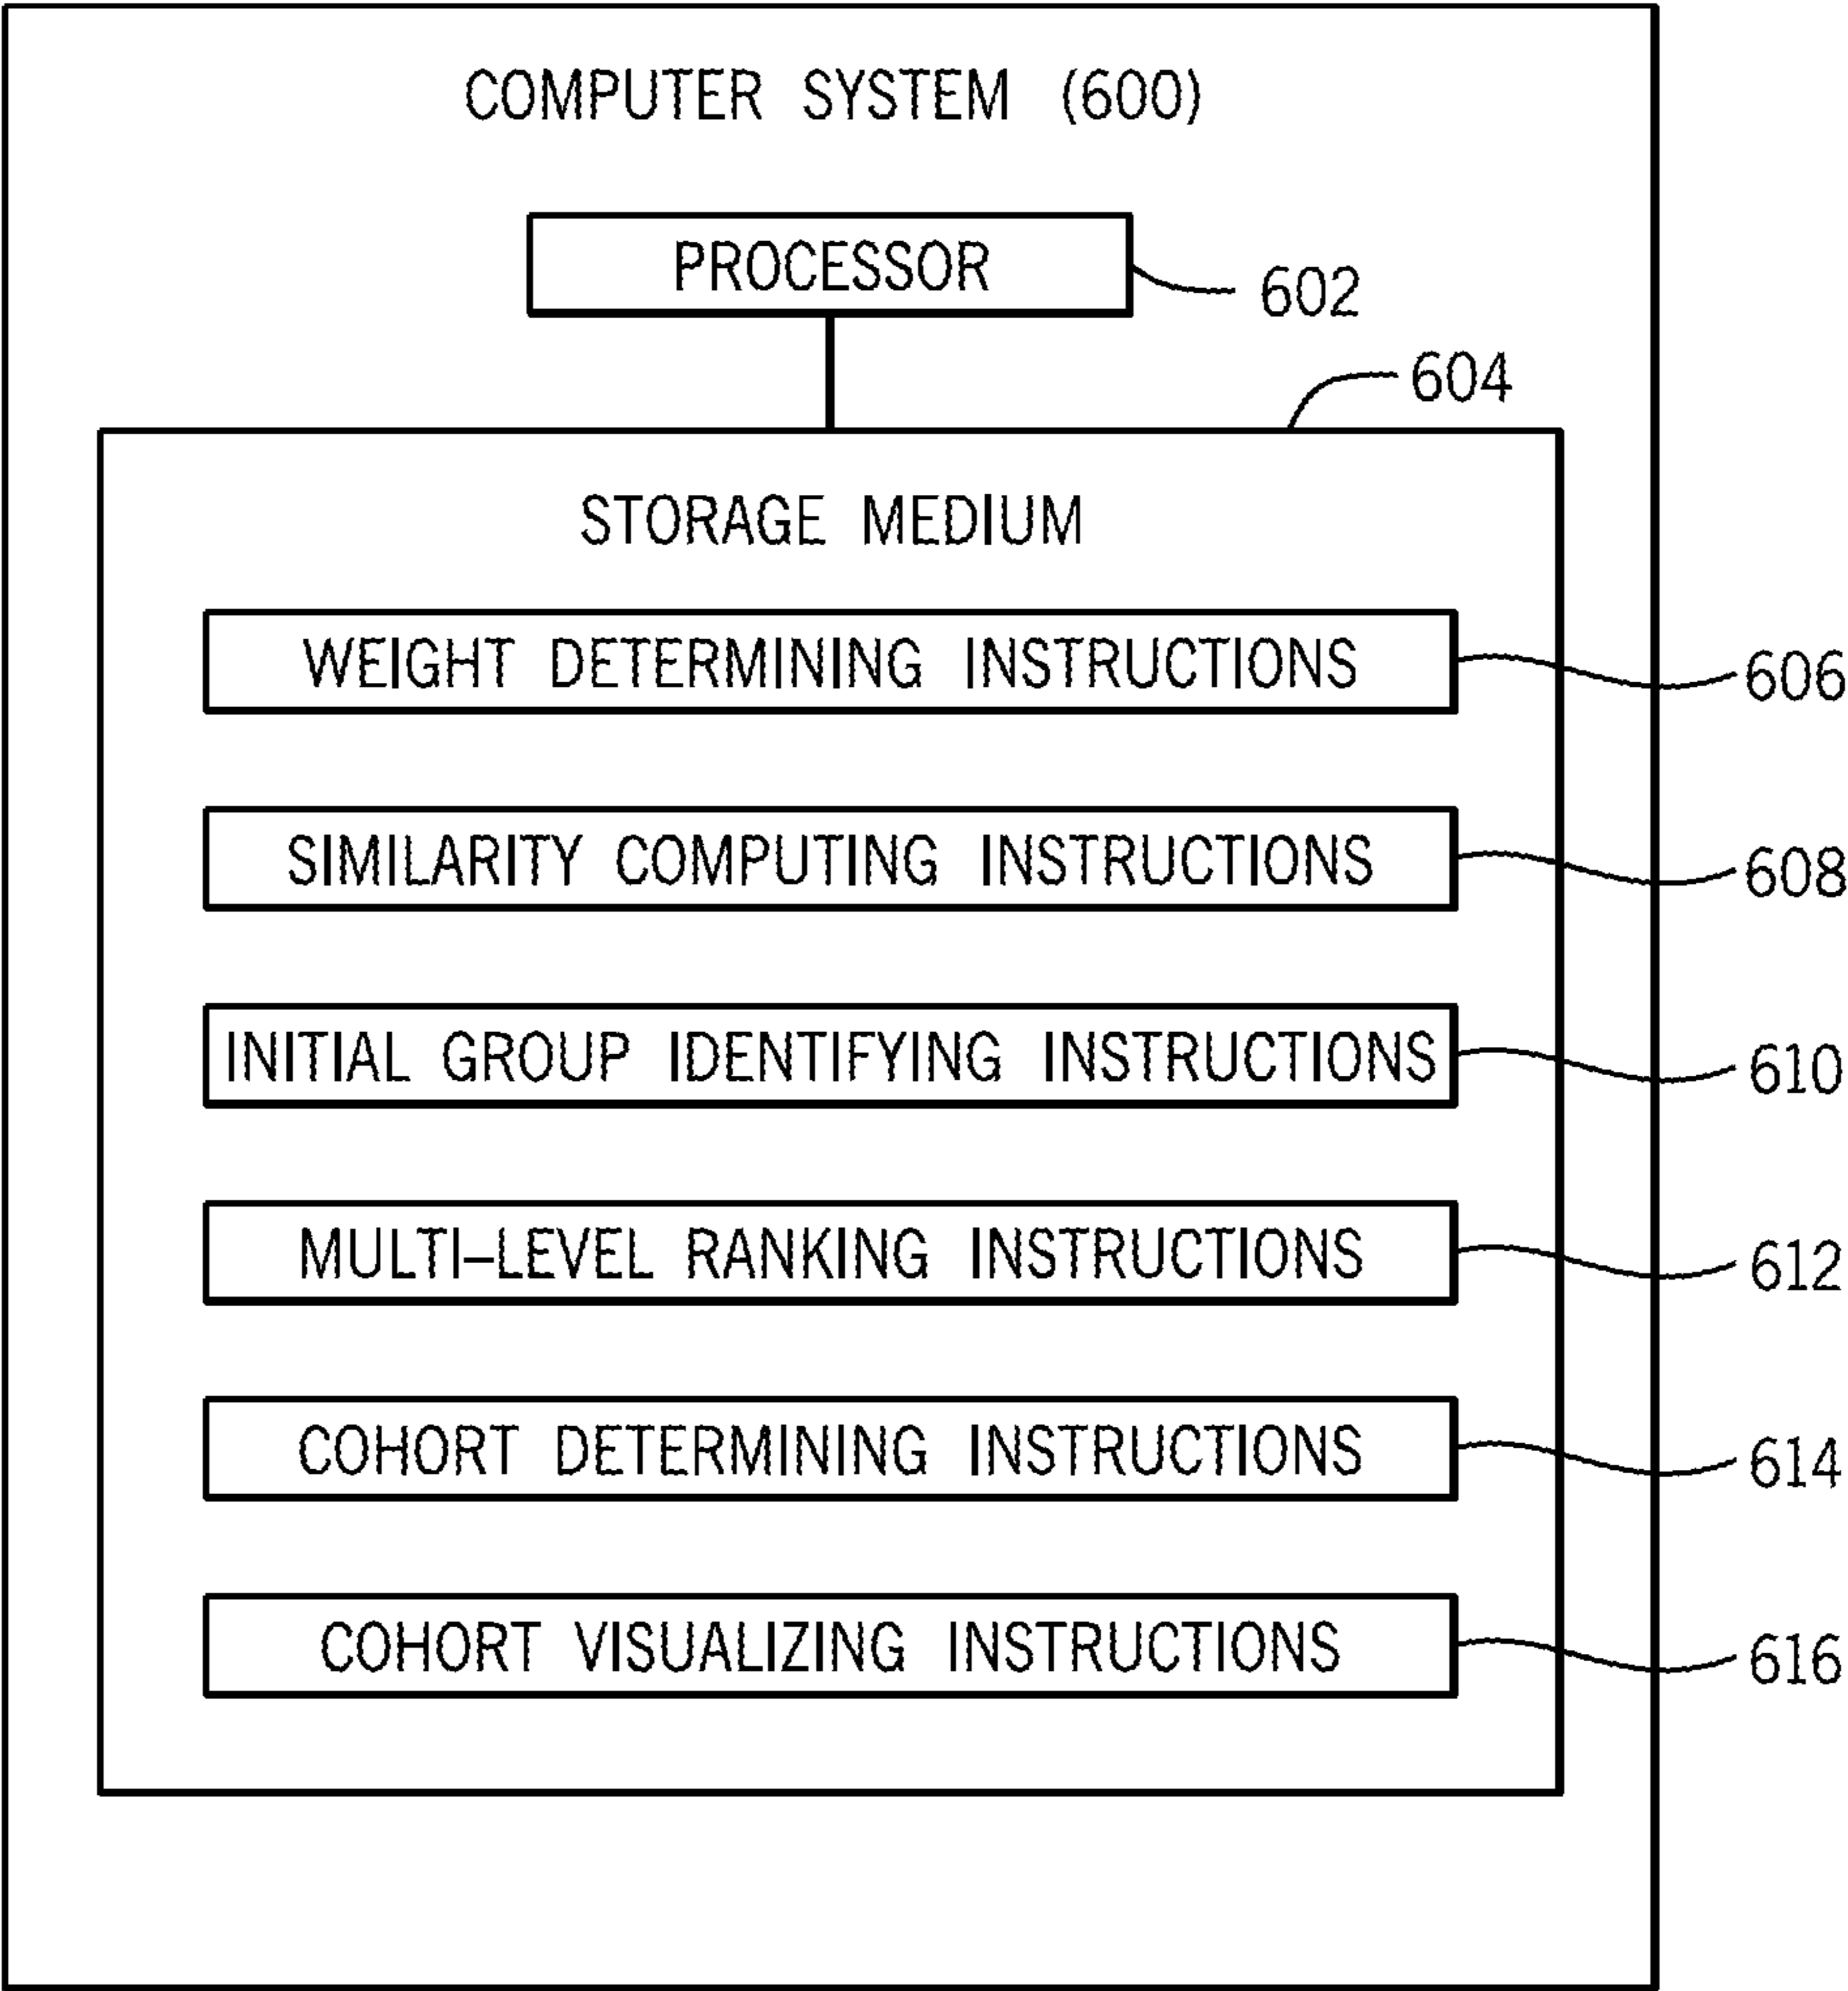 COMPUTER SYSTEM (600)
PROCESSOR
602
604
STORAGE MEDIUM
WEIGHT DETERMINING INSTRUCTIONS
606
SIMILARITY COMPUTING INSTRUCTIONS
608
INITIAL GROUP IDENTIFYING INSTRUCTIONS
610
MULTI-LEVEL RANKING INSTRUCTIONS
612
COHORT DETERMINING INSTRUCTIONS
614
COHORT VISUALIZING INSTRUCTIONS
616